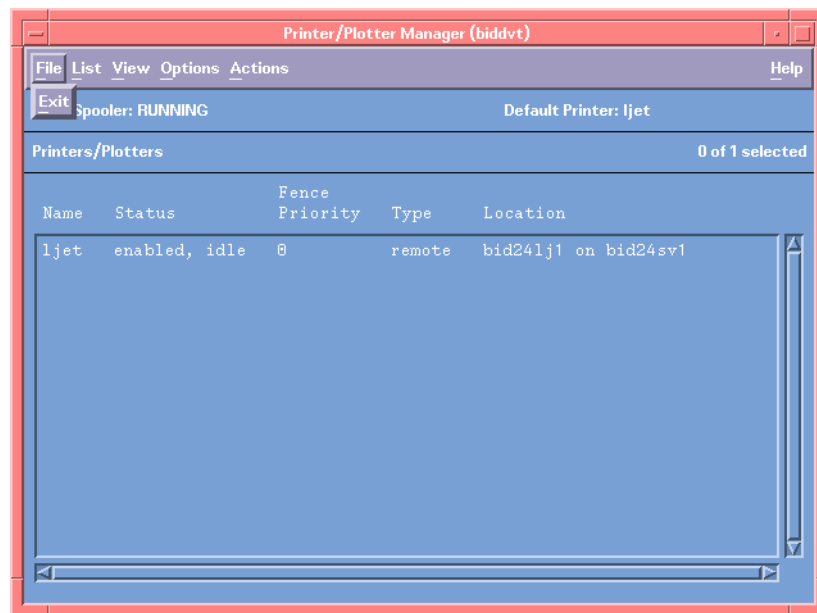 Printer/Plotter Manager (biddvt)
File List View Options Actions Help
Exit
Spooler: RUNNING Default Printer: ljet
Printers/Plotters 0 of 1 selected
Fence
Name Status Priority Type Location
ljet enabled, idle 0 remote bid24lj1 on bid24sv1